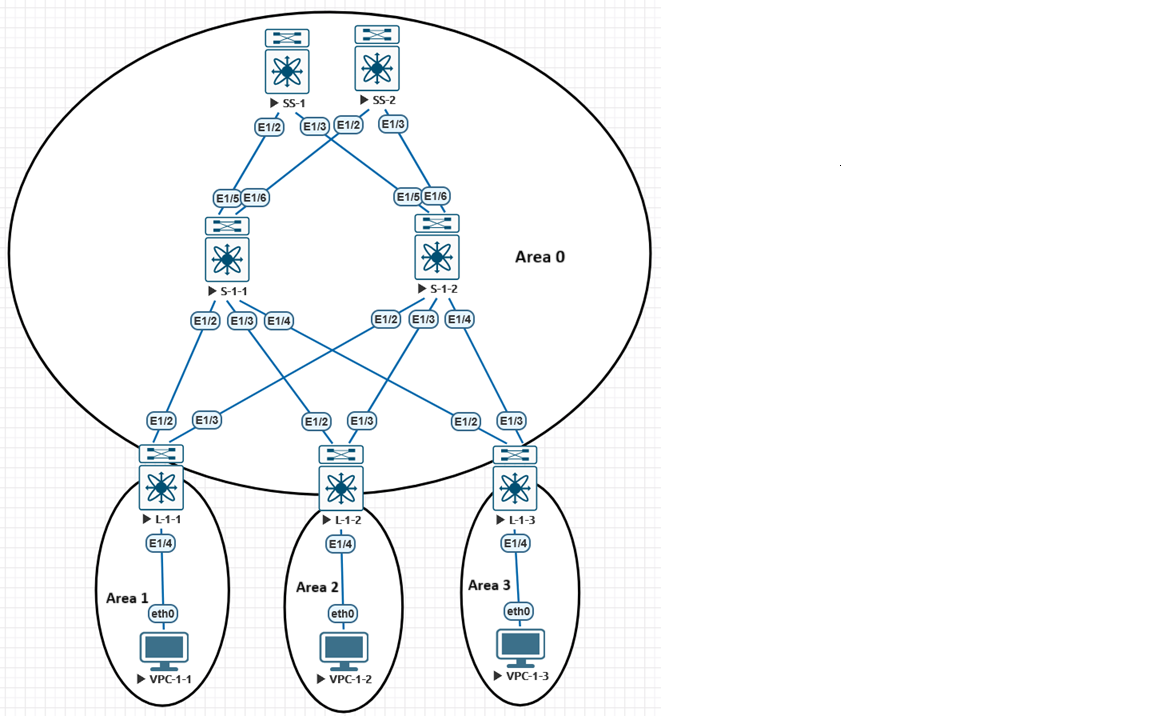 SS-1
SS-2
E1/2
E1/3
E1/2
E1/3
E1/5
E1/6
E1/5
E1/6
Area 0
S-1-1
S-1-2
E1/2
E1/3
E1/4
E1/2
E1/3
E1/4
E1/2
E1/3
E1/2
E1/3
E1/2
E1/3
L-1-1
L-1-2
L-1-3
E1/4
E1/4
E1/4
Area 1
Area 2
Area 3
eth0
eth0
eth0
VPC-1-1
VPC-1-2
VPC-1-3